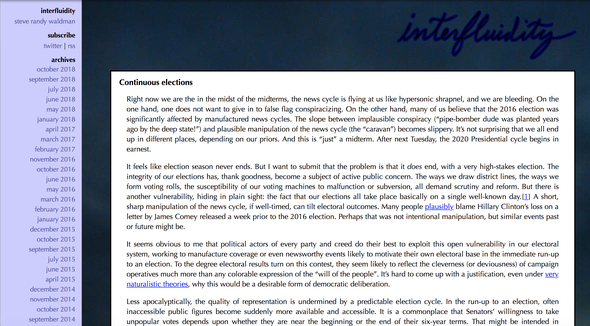 interfluidity
steve randy waldman
subscribe
twitter | rss
archives
october 2018
september 2018
july 2018
june 2018
may 2018
january 2018
april 2017
march 2017
february 2017
november 2016
october 2016
june 2016
may 2016
march 2016
february 2016
january 2016
december 2015
october 2015
september 2015
july 2015
june 2015
april 2015
december 2014
november 2014
october 2014
september 2014
interfluidity
Continuous elections
Right now we are the in the midst of the midterms, the news cycle is flying at us like hypersonic shrapnel, and we are bleeding. On the
one hand, one does not want to give in to false flag conspiracizing. On the other hand, many of us believe that the 2016 election was
significantly affected by manufactured news cycles. The slope between implausible conspiracy ("pipe-bomber dude was planted years
ago by the deep state!") and plausible manipulation of the news cycle (the "caravan") becomes slippery. It's not surprising that we all end
up in different places, depending on our priors. And this is "just" a midterm. After next Tuesday, the 2020 Presidential cycle begins in
earnest.
It feels like election season never ends. But I want to submit that the problem is that it does end, with a very high-stakes election. The
integrity of our elections has, thank goodness, become a subject of active public concern. The ways we draw district lines, the ways we
form voting rolls, the susceptibility of our voting machines to malfunction or subversion, all demand scrutiny and reform. But there is
another vulnerability, hiding in plain sight: the fact that our elections all take place basically on a single well-known day.[1] A short,
sharp manipulation of the news cycle, if well-timed, can tilt electoral outcomes. Many people plausibly blame Hillary Clinton's loss on a
letter by James Comey released a week prior to the 2016 election. Perhaps that was not intentional manipulation, but similar events past
or future might be.
It seems obvious to me that political actors of every party and creed do their best to exploit this open vulnerability in our electoral
system, working to manufacture coverage or even newsworthy events likely to motivate their own electoral base in the immediate run-up
to an election. To the degree electoral results turn on this contest, they seem likely to reflect the cleverness (or deviousness) of campaign
operatives much more than any colorable expression of the "will of the people". It's hard to come up with a justification, even under very
naturalistic theories, why this would be a desirable form of democratic deliberation.
Less apocalyptically, the quality of representation is undermined by a predictable election cycle. In the run-up to an election, often
inaccessible public figures become suddenly more available and accessible. It is a commonplace that Senators' willingness to take
unpopular votes depends upon whether they are near the beginning or the end of their six-year terms. That might be intended in